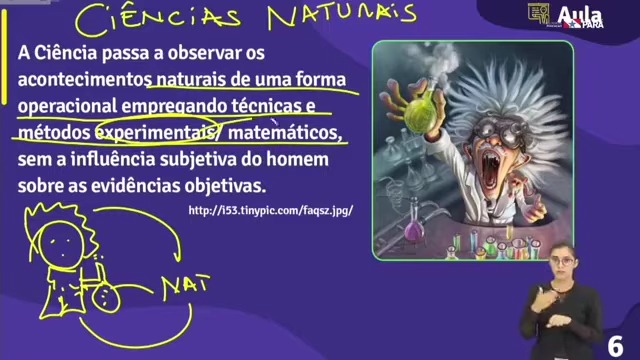 CIÊNCIAS NATURAIS
Aula
PARÁ
A Ciência passa a observar os
acontecimentos naturais de uma forma
operacional empregando técnicas e
métodos experimentais/ matemáticos,
sem a influência subjetiva do homem
sobre as evidências objetivas.
http://i53.tinypic.com/faqsz.jpg/
NAT
6